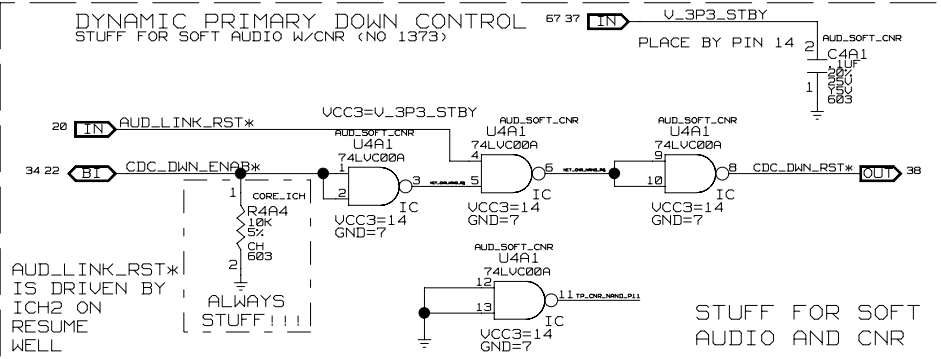 DYNAMIC PRIMARY DOWN CONTROL
STUFF FOR SOFT AUDIO W/CNR (NO 1373)
67 37 IN V_3P3_STBY
PLACE BY PIN 14
AUD_SOFT_CNR
2
C4A1
.1UF
20%
25V
Y5V
603
1
VCC3=V_3P3_STBY
20 IN AUD_LINK_RST*
34 22 BI CDC_DWN_ENAB*
AUD_SOFT_CNR
U4A1
74LVC00A
1
2
3
IC
VCC3=14
GND=7
AUD_SOFT_CNR
U4A1
74LVC00A
4
5
6
IC
VCC3=14
GND=7
AUD_SOFT_CNR
U4A1
74LVC00A
9
10
8
IC
VCC3=14
GND=7
CDC_DWN_RST* OUT 38
1
CORE_ICH
R4A4
10K
5%
CH
603
2
ALWAYS
STUFF!!!
AUD_LINK_RST*
IS DRIVEN BY
ICH2 ON
RESUME
WELL
AUD_SOFT_CNR
U4A1
74LVC00A
12
13
11 TP_CNR_NAND_P11
IC
VCC3=14
GND=7
STUFF FOR SOFT
AUDIO AND CNR